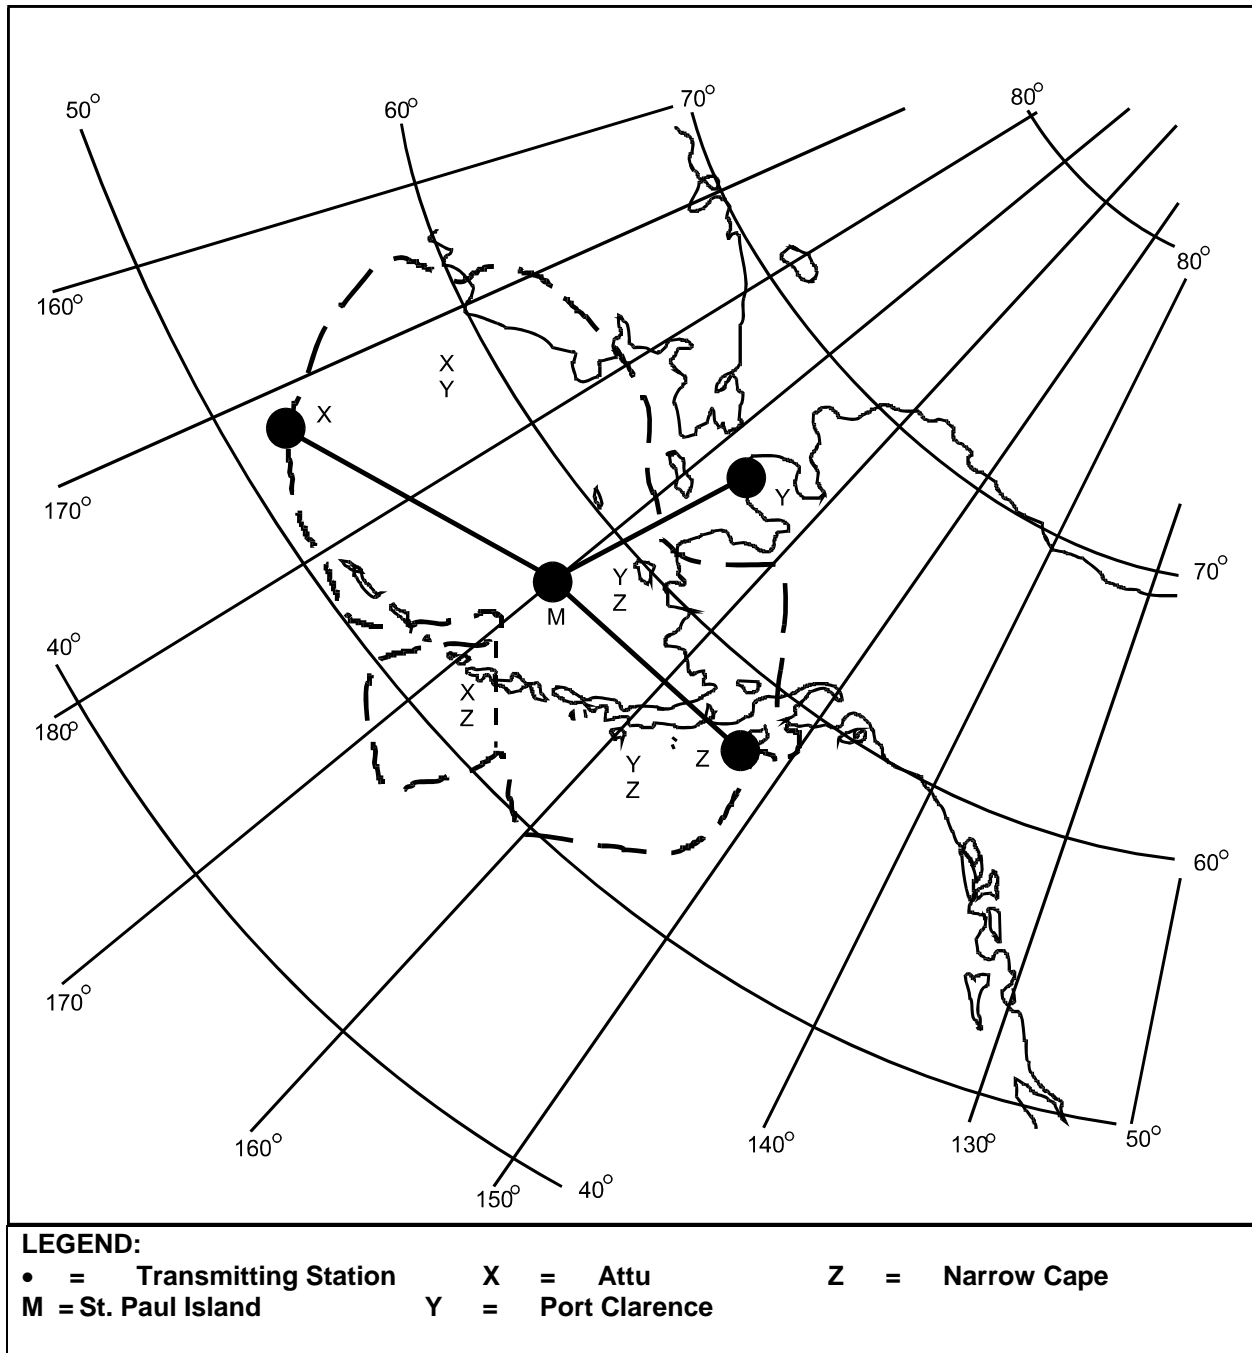 50°
60°
70°
80°
80°
160°
X
Y
X
170°
Y
70°
Y
Z
M
40°
X
Z
180°
Y
Z
Z
60°
170°
160°
140°
130°
50°
150°
40°
LEGEND:
• = Transmitting Station X = Attu Z = Narrow Cape
M = St. Paul Island Y = Port Clarence